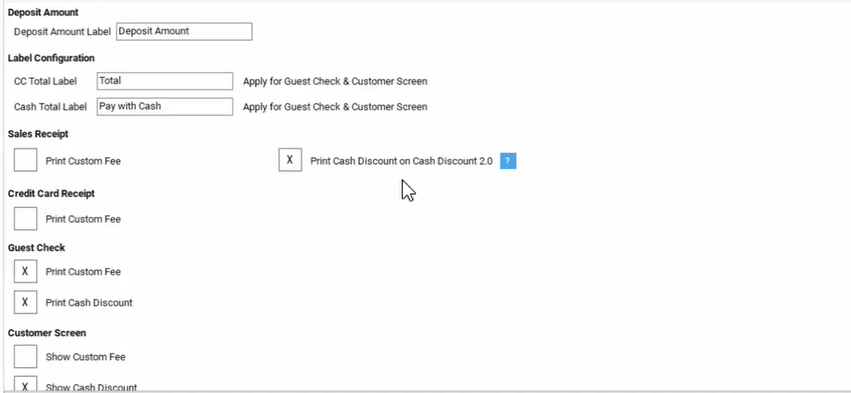 Deposit Amount
Deposit Amount Label Deposit Amount
Label Configuration
CC Total Label Total Apply for Guest Check & Customer Screen
Cash Total Label Pay with Cash Apply for Guest Check & Customer Screen
Sales Receipt
Print Custom Fee X Print Cash Discount on Cash Discount 2.0 ?
Credit Card Receipt
Print Custom Fee
Guest Check
X Print Custom Fee
X Print Cash Discount
Customer Screen
Show Custom Fee
X Show Cash Discount